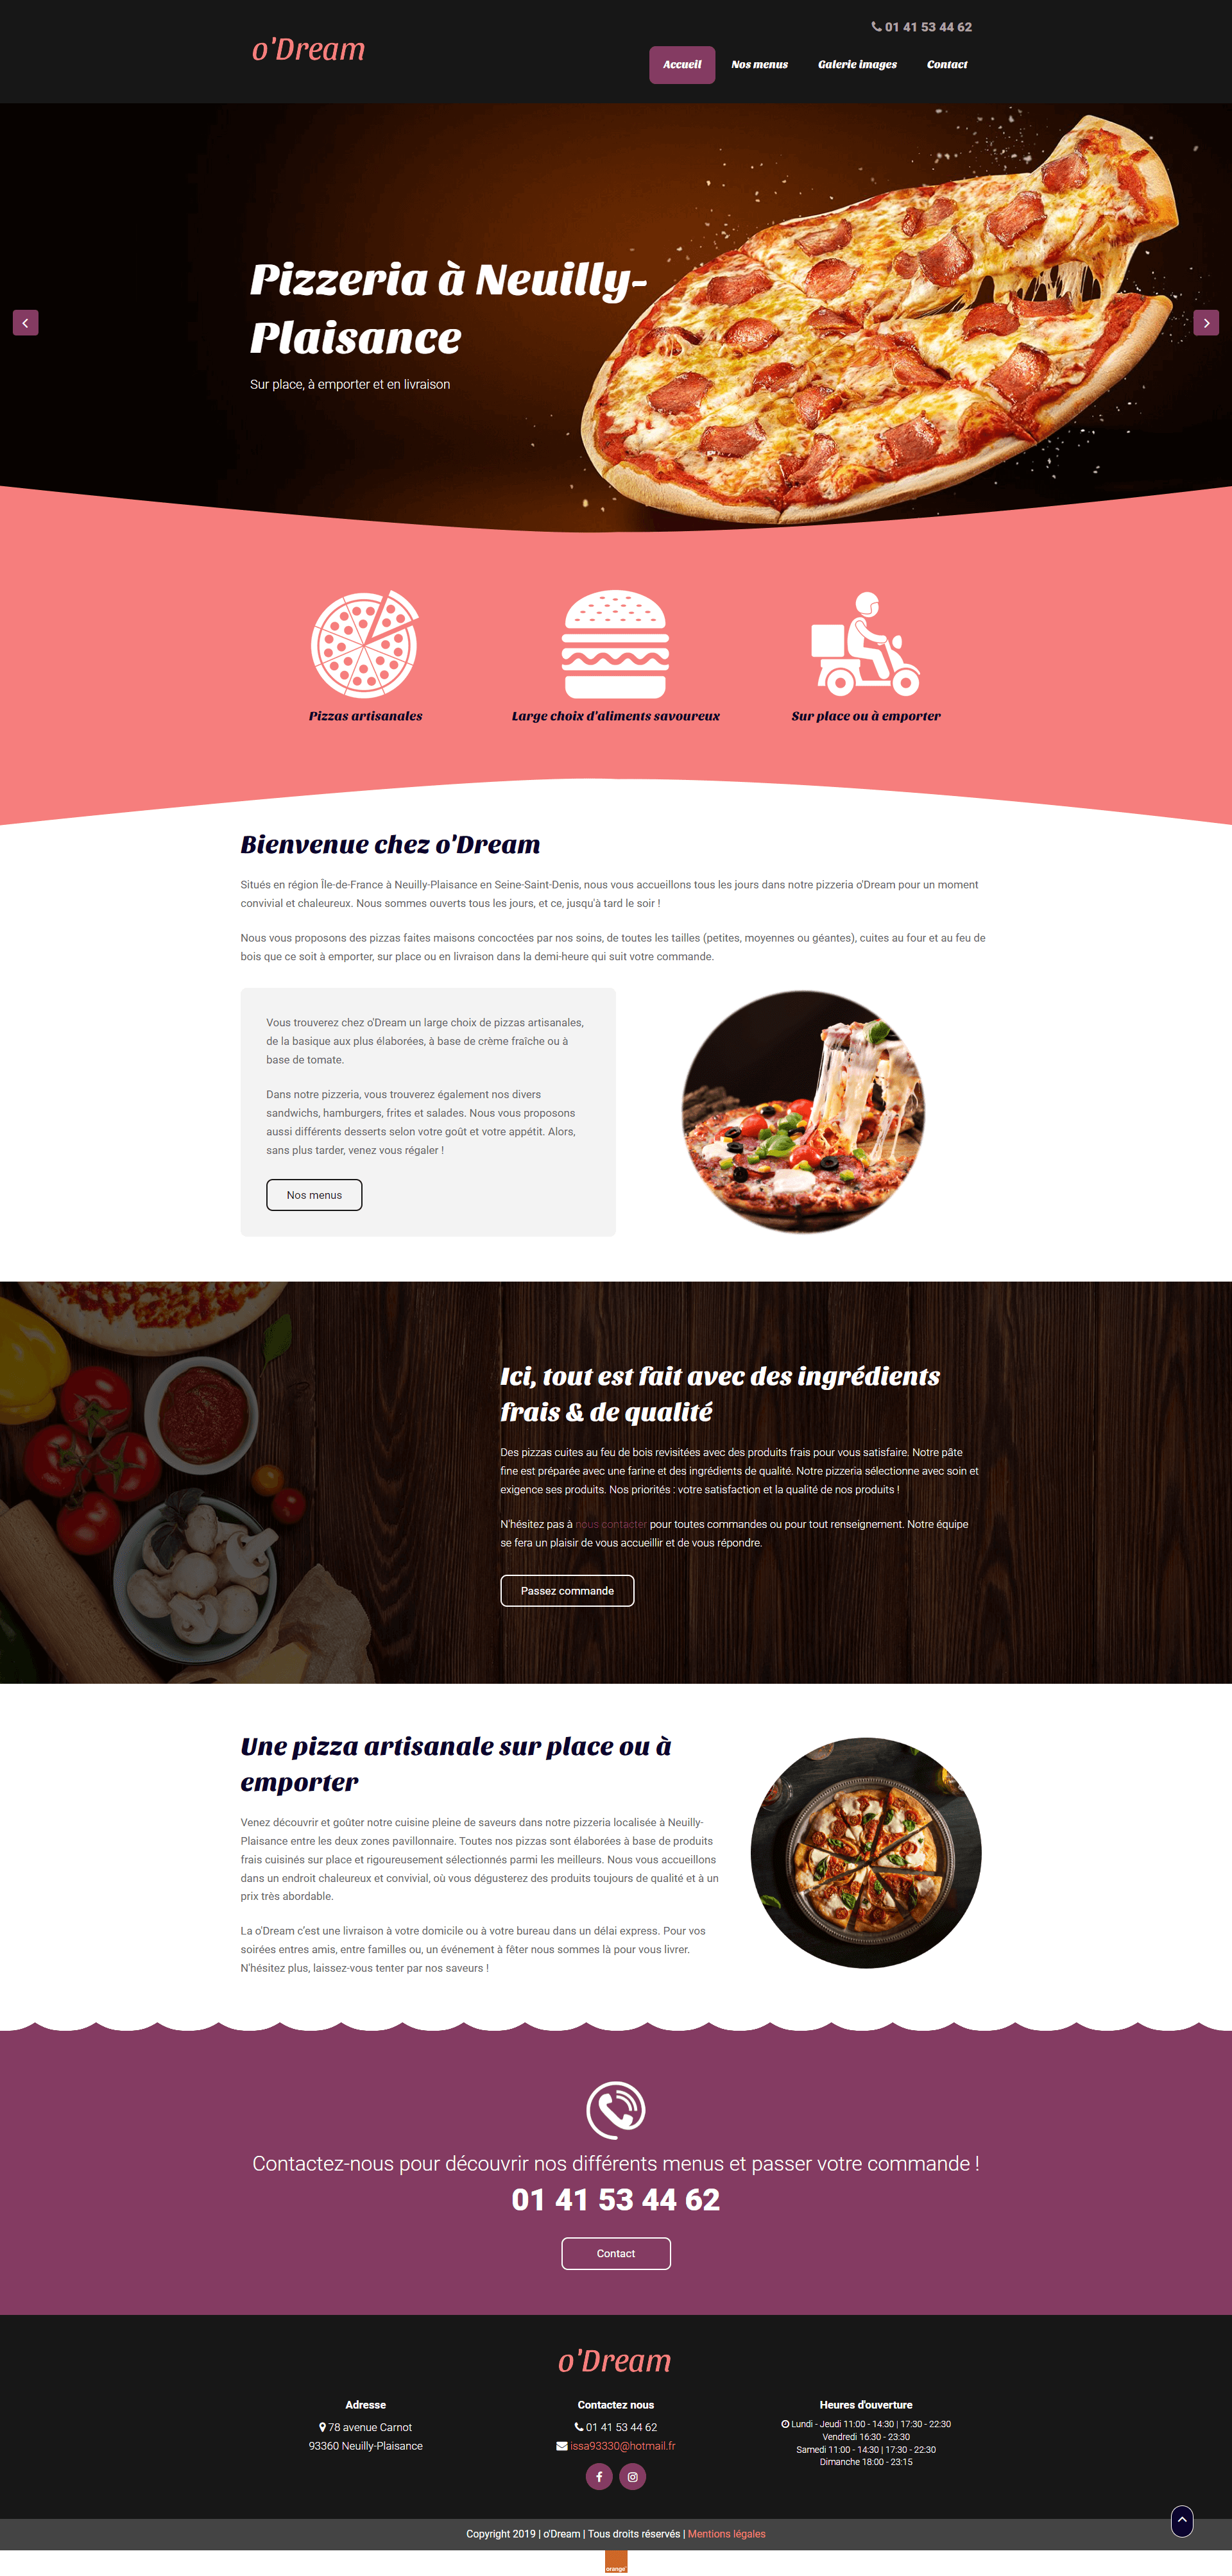 o'Dream
01 41 53 44 62
Accueil
Nos menus
Galerie images
Contact
Pizzeria à Neuilly-
Plaisance
Sur place, à emporter et en livraison
Pizzas artisanales
Large choix d'aliments savoureux
Sur place ou à emporter
Bienvenue chez o'Dream
Situés en région Île-de-France à Neuilly-Plaisance en Seine-Saint-Denis, nous vous accueillons tous les jours dans notre pizzeria o'Dream pour un moment
convivial et chaleureux. Nous sommes ouverts tous les jours, et ce, jusqu'à tard le soir !
Nous vous proposons des pizzas faites maisons concoctées par nos soins, de toutes les tailles (petites, moyennes ou géantes), cuites au four et au feu de
bois que ce soit à emporter, sur place ou en livraison dans la demi-heure qui suit votre commande.
Vous trouverez chez o'Dream un large choix de pizzas artisanales,
de la basique aux plus élaborées, à base de crème fraîche ou à
base de tomate.
Dans notre pizzeria, vous trouverez également nos divers
sandwichs, hamburgers, frites et salades. Nous vous proposons
aussi différents desserts selon votre goût et votre appétit. Alors,
sans plus tarder, venez vous régaler !
Nos menus
Ici, tout est fait avec des ingrédients
frais & de qualité
Des pizzas cuites au feu de bois revisitées avec des produits frais pour vous satisfaire. Notre pâte
fine est préparée avec une farine et des ingrédients de qualité. Notre pizzeria sélectionne avec soin et
exigence ses produits. Nos priorités : votre satisfaction et la qualité de nos produits !
N'hésitez pas à nous contacter pour toutes commandes ou pour tout renseignement. Notre équipe
se fera un plaisir de vous accueillir et de vous répondre.
Passez commande
Une pizza artisanale sur place ou à
emporter
Venez découvrir et goûter notre cuisine pleine de saveurs dans notre pizzeria localisée à Neuilly-
Plaisance entre les deux zones pavillonnaire. Toutes nos pizzas sont élaborées à base de produits
frais cuisinés sur place et rigoureusement sélectionnés parmi les meilleurs. Nous vous accueillons
dans un endroit chaleureux et convivial, où vous dégusterez des produits toujours de qualité et à un
prix très abordable.
La o'Dream c'est une livraison à votre domicile ou à votre bureau dans un délai express. Pour vos
soirées entres amis, entre familles ou, un événement à fêter nous sommes là pour vous livrer.
N'hésitez plus, laissez-vous tenter par nos saveurs !
Contactez-nous pour découvrir nos différents menus et passer votre commande !
01 41 53 44 62
Contact
o'Dream
Adresse
78 avenue Carnot
93360 Neuilly-Plaisance
Contactez nous
01 41 53 44 62
issa93330@hotmail.fr
Heures d'ouverture
Lundi - Jeudi 11:00 - 14:30 | 17:30 - 22:30
Vendredi 16:30 - 23:30
Samedi 11:00 - 14:30 | 17:30 - 22:30
Dimanche 18:00 - 23:15
Copyright 2019 | o'Dream | Tous droits réservés | Mentions légales
orange